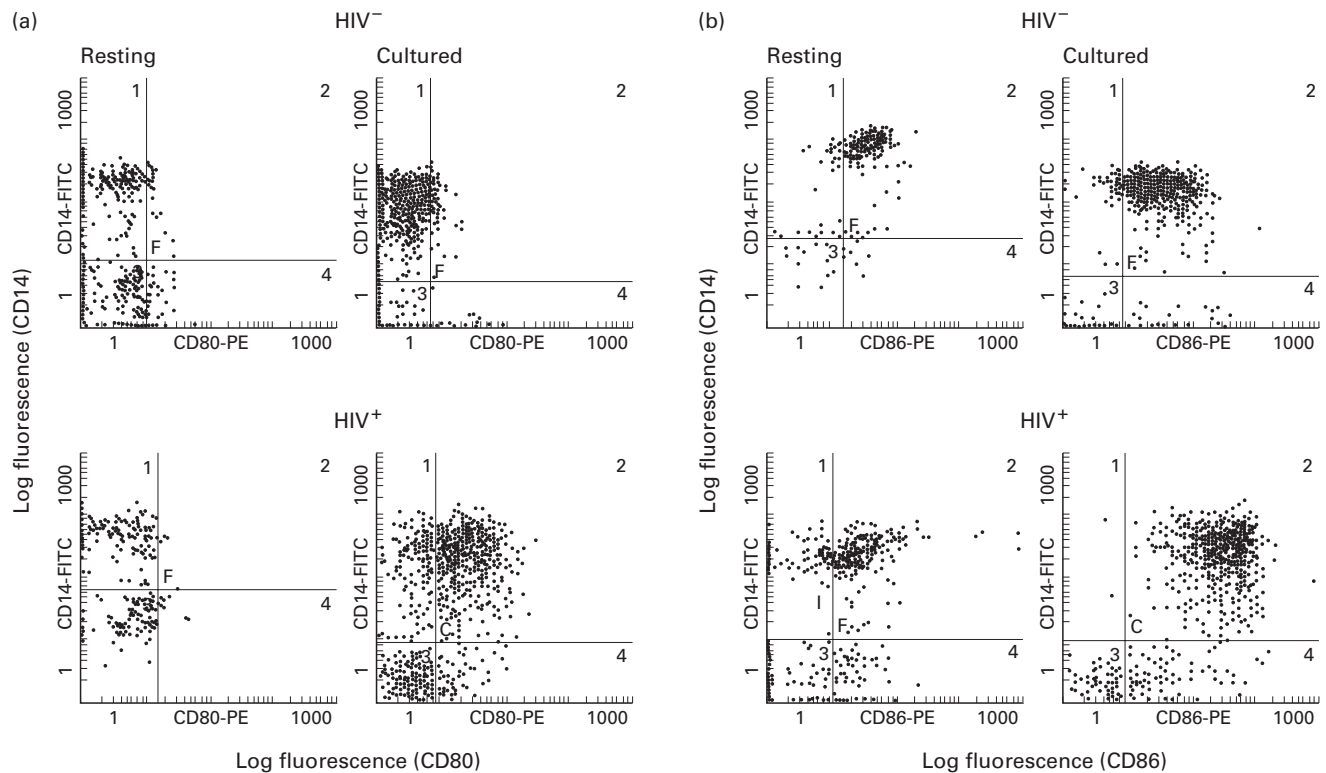 (a)
HIV⁻
Resting
Cultured
1
2
1000
CD14-FITC
1
F
4
1
CD80-PE
1000
1
2
CD14-FITC
F
3
4
1
CD80-PE
1000
HIV⁺
1
2
1000
CD14-FITC
1
F
4
1
CD80-PE
1000
1
2
CD14-FITC
C
3
4
1
CD80-PE
1000
Log fluorescence (CD14)
Log fluorescence (CD80)
(b)
HIV⁻
Resting
Cultured
1
2
1000
CD14-FITC
1
F
3
4
1
CD86-PE
1000
1
2
1000
CD14-FITC
1
F
3
4
1
CD86-PE
1000
HIV⁺
1
2
1000
CD14-FITC
1
I
F
3
4
1
CD86-PE
1000
1
2
1000
CD14-FITC
1
C
3
4
1
CD86-PE
1000
Log fluorescence (CD14)
Log fluorescence (CD86)